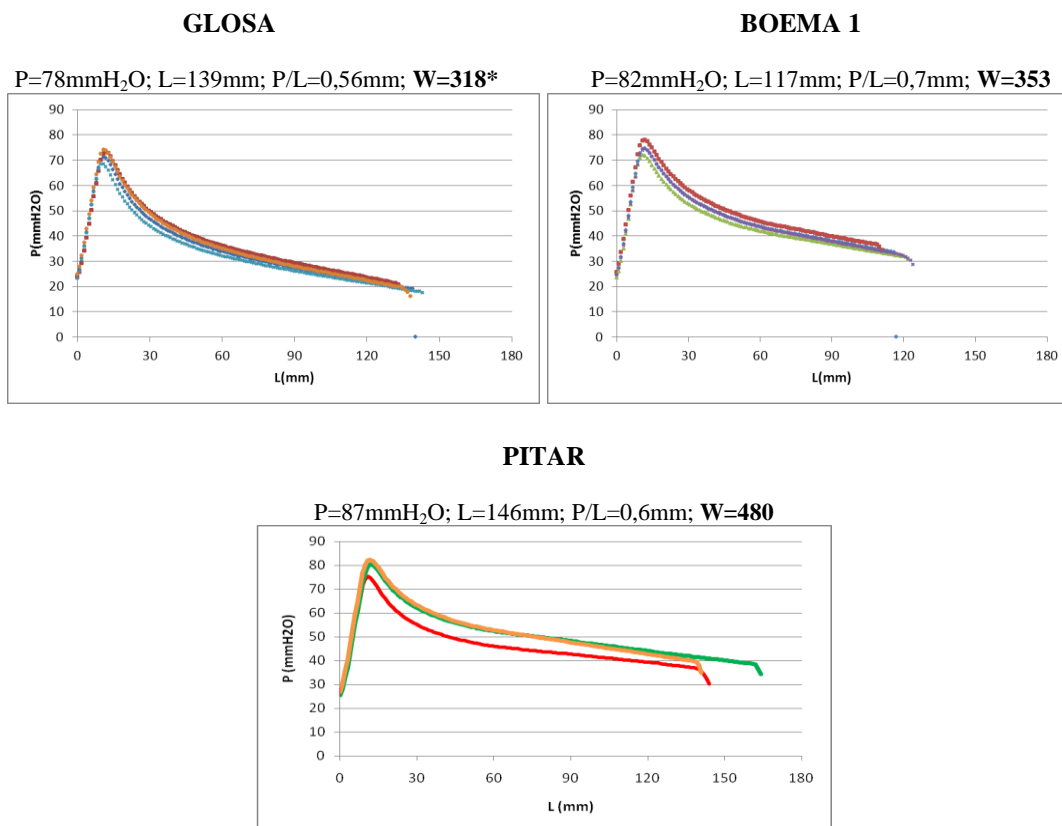 GLOSA
P=78mmH₂O; L=139mm; P/L=0,56mm; W=318*
90
80
70
60
50
40
30
20
10
0
P(mmH2O)
0 30 60 90 120 150 180
L(mm)
BOEMA 1
P=82mmH₂O; L=117mm; P/L=0,7mm; W=353
90
80
70
60
50
40
30
20
10
0
P(mmH2O)
0 30 60 90 120 150 180
L(mm)
PITAR
P=87mmH₂O; L=146mm; P/L=0,6mm; W=480
90
80
70
60
50
40
30
20
10
0
P (mmH2O)
0 30 60 90 120 150 180
L (mm)